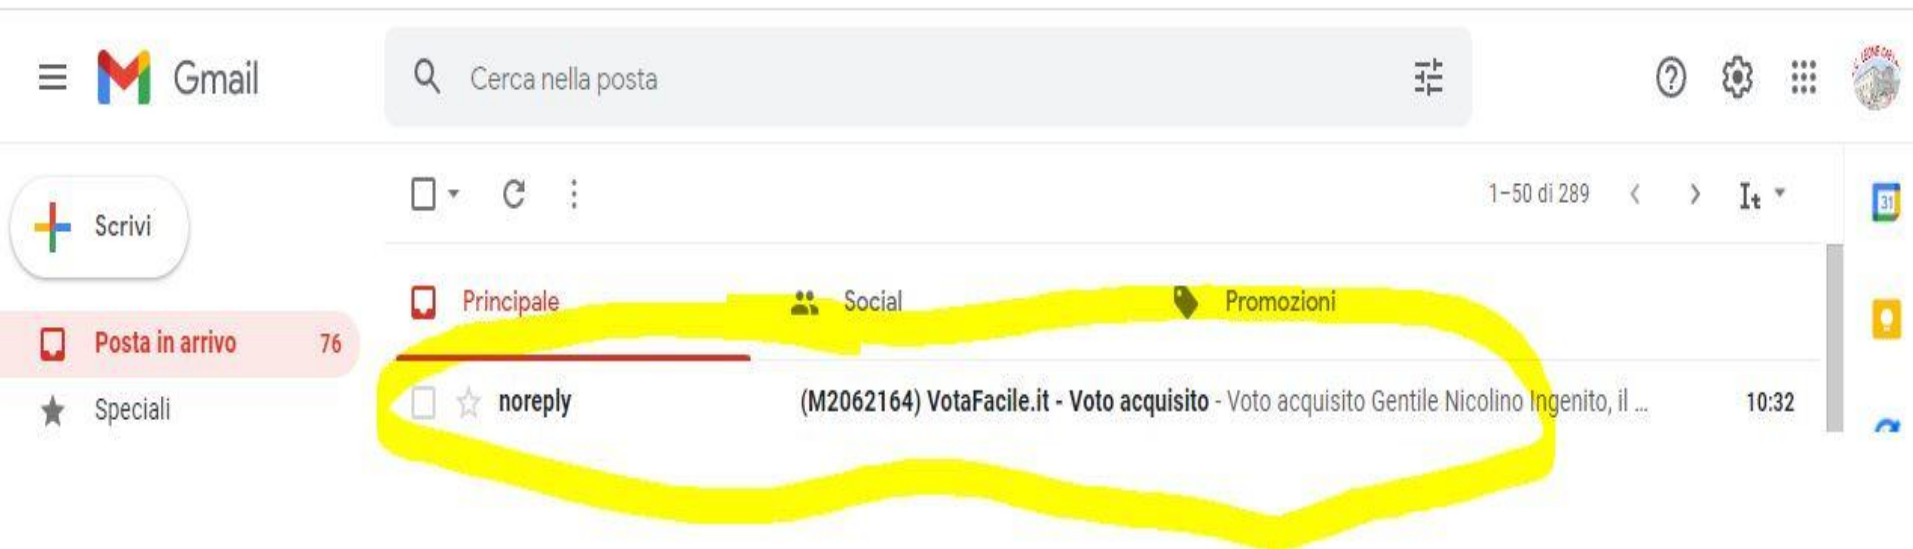 Gmail
Cerca nella posta
Scrivi
1–50 di 289
31
Principale
Social
Promozioni
Posta in arrivo 76
noreply (M2062164) VotaFacile.it - Voto acquisito - Voto acquisito Gentile Nicolino Ingenito, il ... 10:32
Speciali